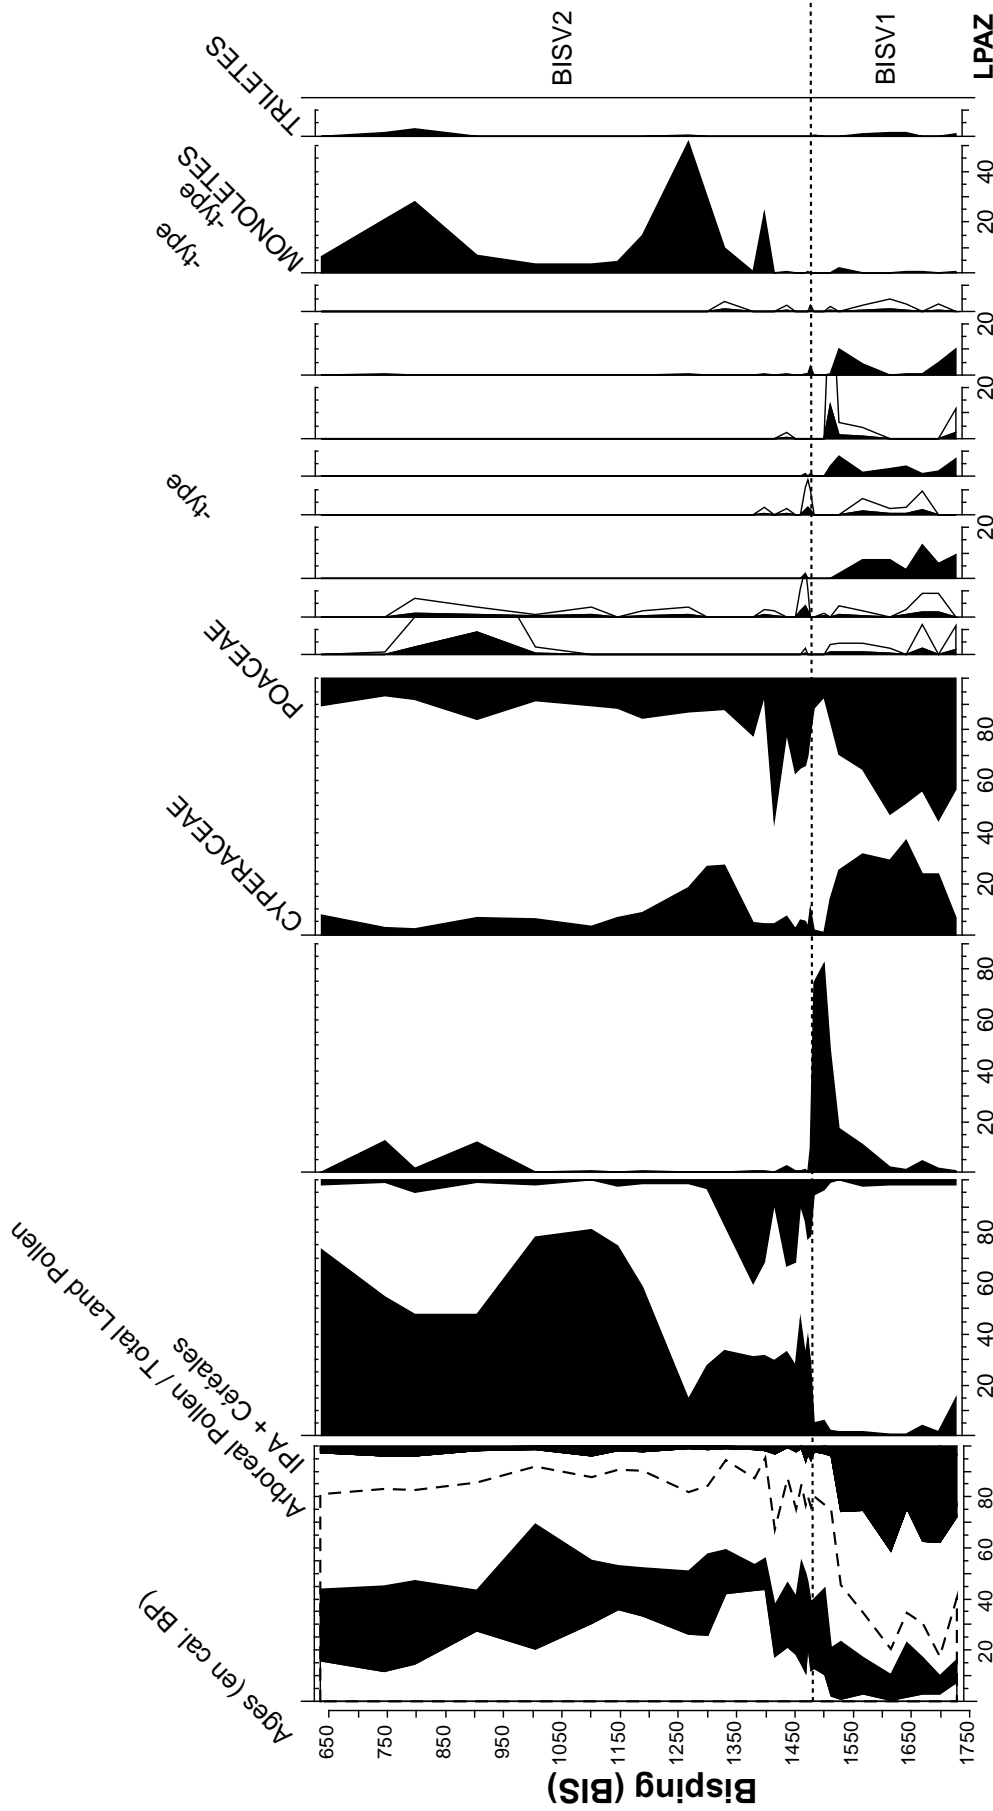 Bisping (BIS)
Ages (en cal. BP)
650
750
850
950
1050
1150
1250
1350
1450
1550
1650
1750
Arboreal Pollen / Total Land Pollen
IPA + Céréales
20
40
60
80
20
40
60
80
20
40
60
80
CYPERACEAE
POACEAE
20
40
60
80
-type
20
20
20
-type
-type
MONOLETES
20
40
TRILETES
BISV2
BISV1
LPAZ